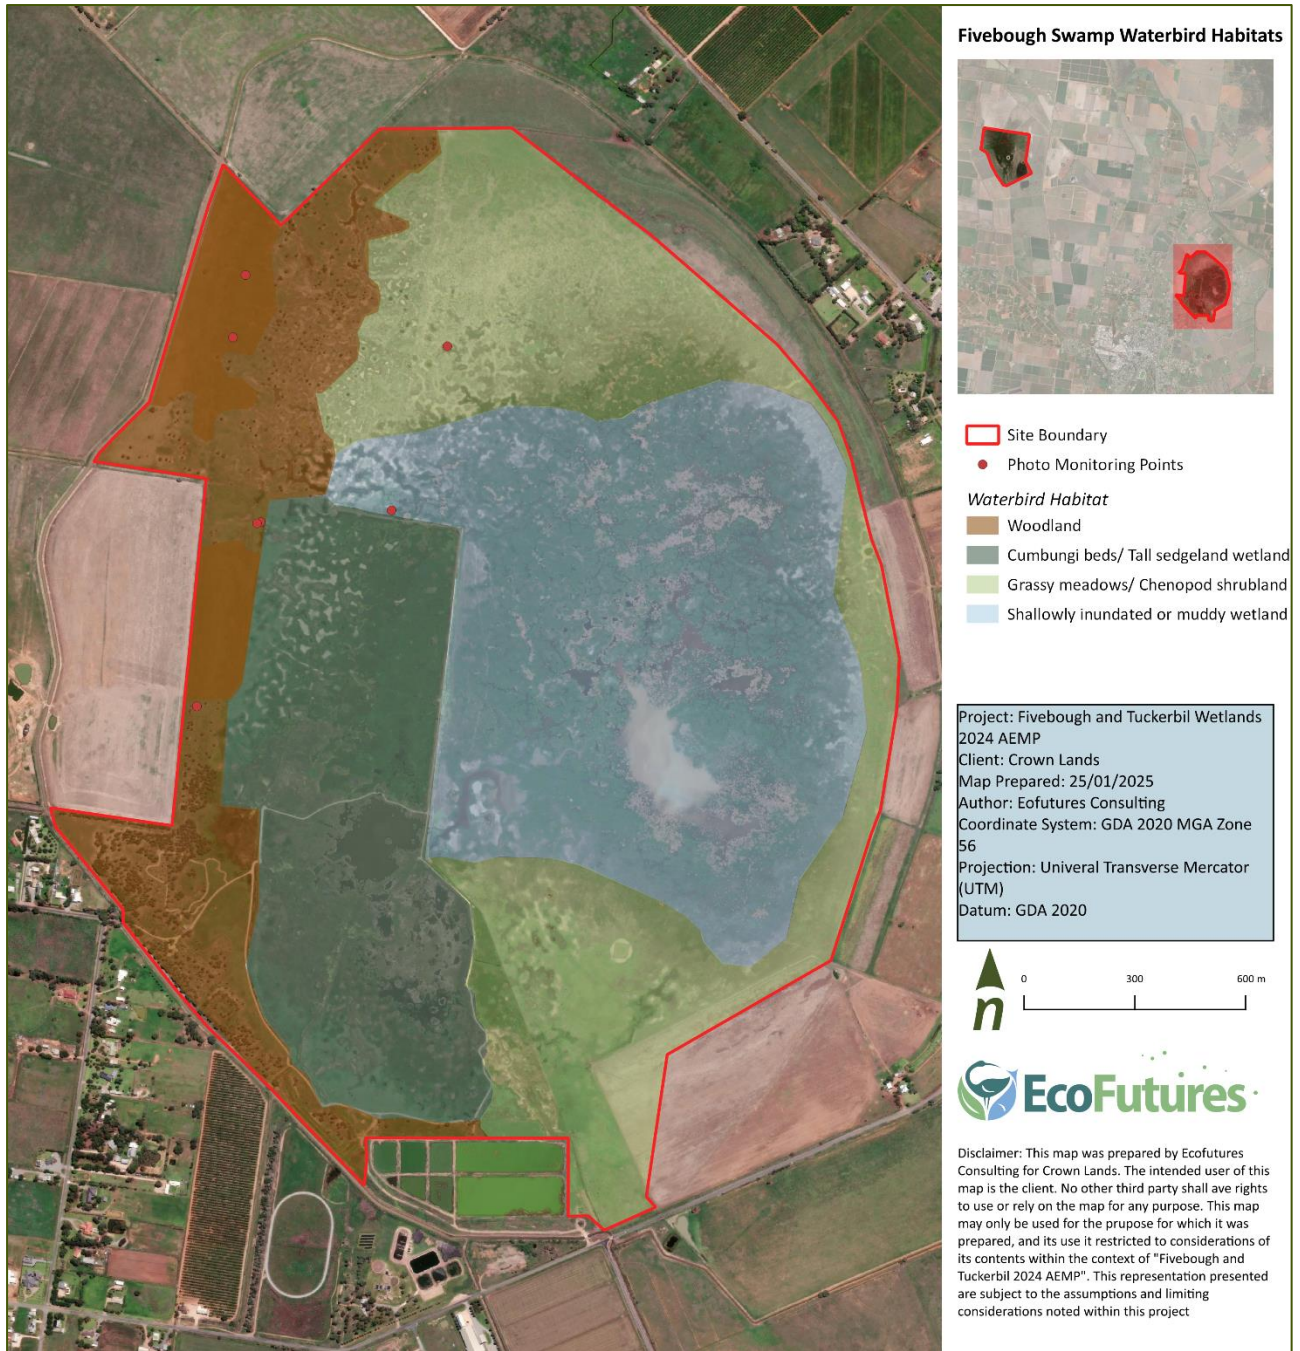 Fivebough Swamp Waterbird Habitats
Site Boundary
Photo Monitoring Points
Waterbird Habitat
Woodland
Cumbungi beds/ Tall sedgeland wetland
Grassy meadows/ Chenopod shrubland
Shallowly inundated or muddy wetland
Project: Fivebough and Tuckerbil Wetlands
2024 AEMP
Client: Crown Lands
Map Prepared: 25/01/2025
Author: Eofutures Consulting
Coordinate System: GDA 2020 MGA Zone
56
Projection: Univeral Transverse Mercator
(UTM)
Datum: GDA 2020
n
0 300 600 m
EcoFutures
Disclaimer: This map was prepared by Ecofutures
Consulting for Crown Lands. The intended user of this
map is the client. No other third party shall ave rights
to use or rely on the map for any purpose. This map
may only be used for the prupose for which it was
prepared, and its use it restricted to considerations of
its contents within the context of "Fivebough and
Tuckerbil 2024 AEMP". This representation presented
are subject to the assumptions and limiting
considerations noted within this project